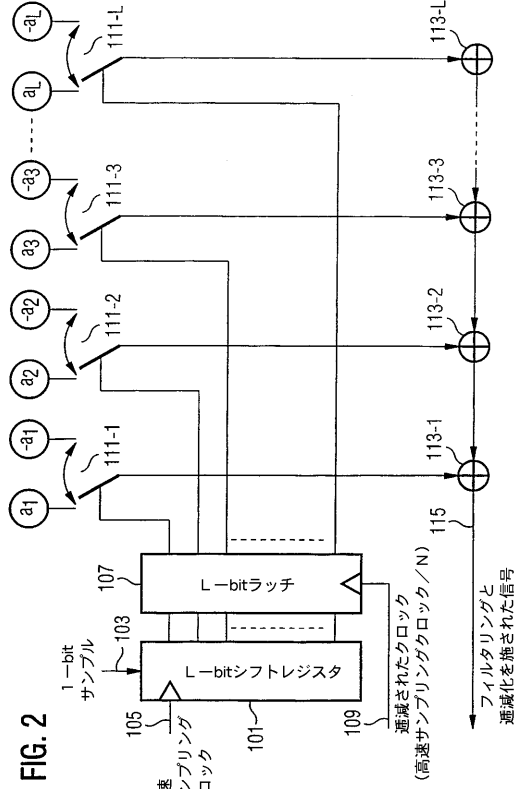 FIG. 2
a1
-a1
a2
-a2
a3
-a3
aL
-aL
111-1
111-2
111-3
111-L
1-bit
サンプル
103
107
L-bitラッチ
L-bitシフトレジスタ
105
速
ンプリング
ロック
101
109
逓減されたクロック
(高速サンプリングクロック/N)
113-1
113-2
113-3
113-L
115
フィルタリングと
逓減化を施された信号